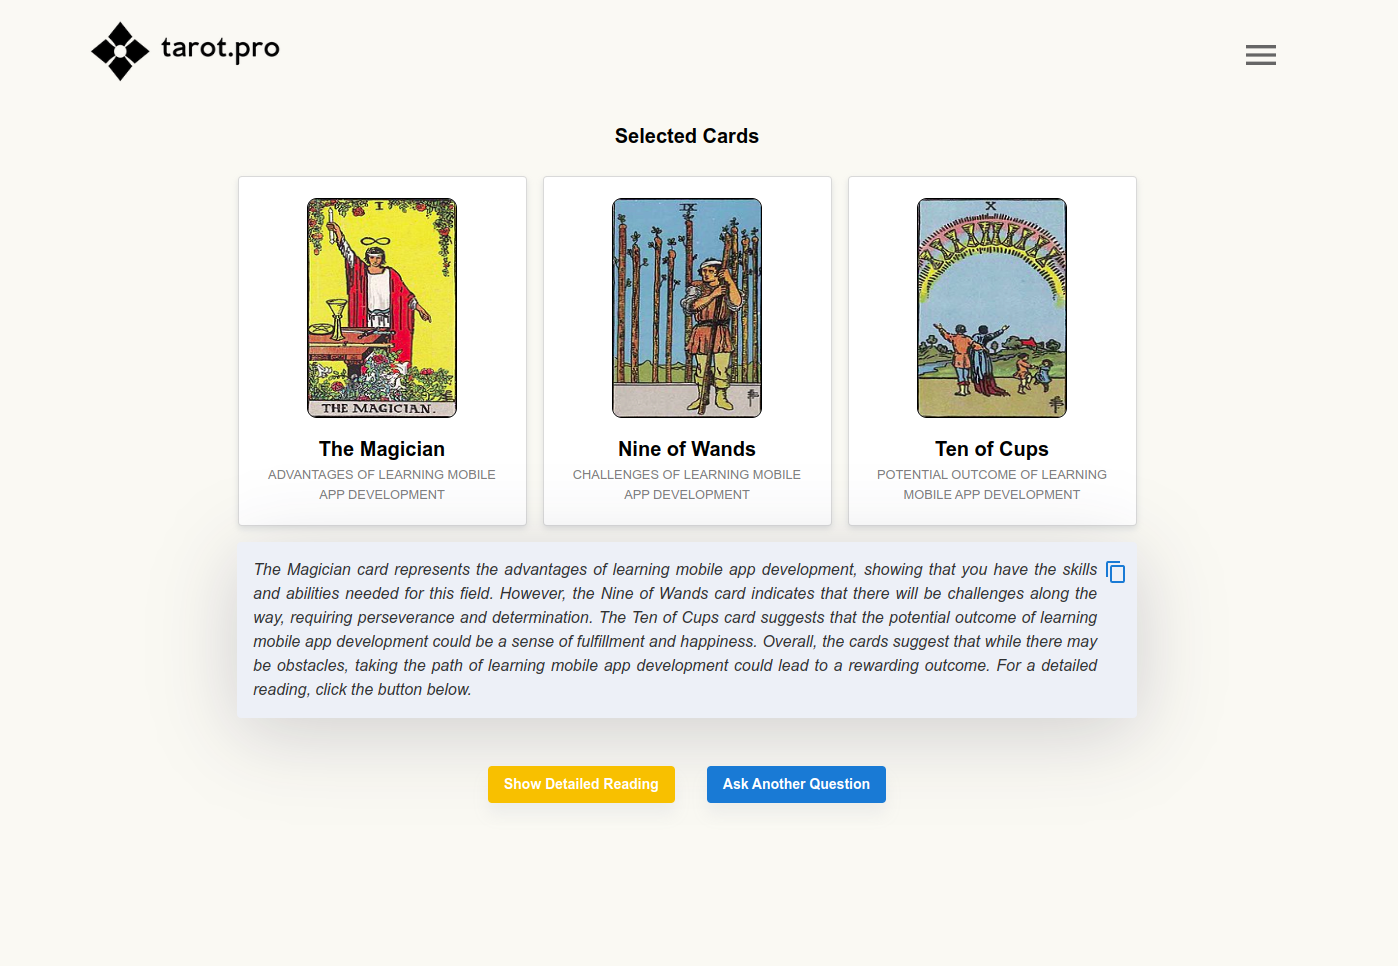 tarot.pro
Selected Cards
I
IX
X
THE MAGICIAN.
The Magician
ADVANTAGES OF LEARNING MOBILE
APP DEVELOPMENT
Nine of Wands
CHALLENGES OF LEARNING MOBILE
APP DEVELOPMENT
Ten of Cups
POTENTIAL OUTCOME OF LEARNING
MOBILE APP DEVELOPMENT
The Magician card represents the advantages of learning mobile app development, showing that you have the skills
and abilities needed for this field. However, the Nine of Wands card indicates that there will be challenges along the
way, requiring perseverance and determination. The Ten of Cups card suggests that the potential outcome of learning
mobile app development could be a sense of fulfillment and happiness. Overall, the cards suggest that while there may
be obstacles, taking the path of learning mobile app development could lead to a rewarding outcome. For a detailed
reading, click the button below.
Show Detailed Reading
Ask Another Question